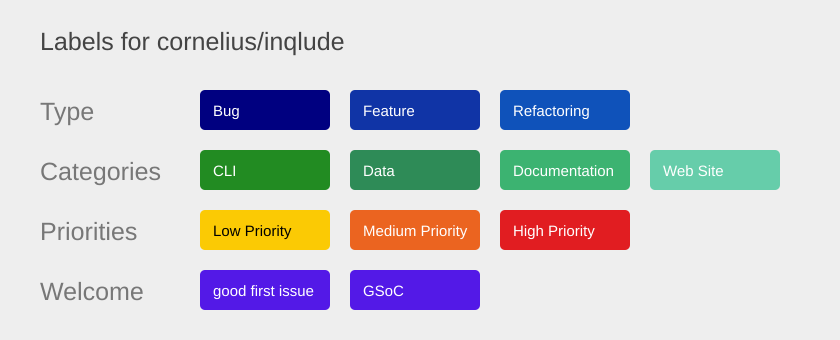 Labels for cornelius/inqlude
Type Bug Feature Refactoring
Categories CLI Data Documentation Web Site
Priorities Low Priority Medium Priority High Priority
Welcome good first issue GSoC